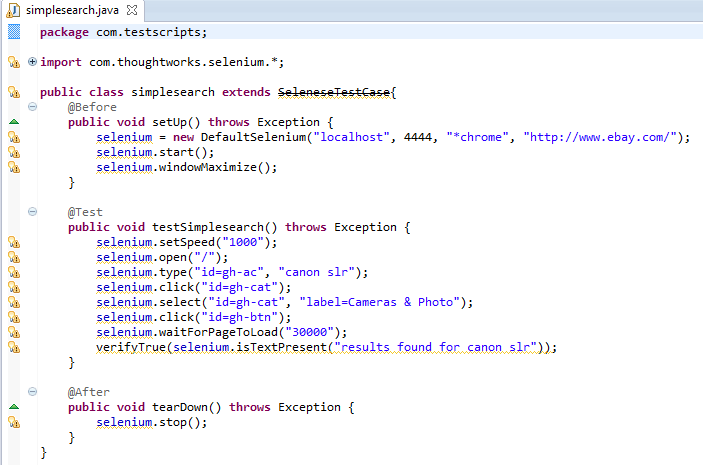 simplesearch.java
package com.testscripts;
import com.thoughtworks.selenium.*;
public class simplesearch extends SeleneseTestCase{
@Before
public void setUp() throws Exception {
selenium = new DefaultSelenium("localhost", 4444, "*chrome", "http://www.ebay.com/");
selenium.start();
selenium.windowMaximize();
}
@Test
public void testSimplesearch() throws Exception {
selenium.setSpeed("1000");
selenium.open("/");
selenium.type("id=gh-ac", "canon slr");
selenium.click("id=gh-cat");
selenium.select("id=gh-cat", "label=Cameras & Photo");
selenium.click("id=gh-btn");
selenium.waitForPageToLoad("30000");
verifyTrue(selenium.isTextPresent("results found for canon slr"));
}
@After
public void tearDown() throws Exception {
selenium.stop();
}
}